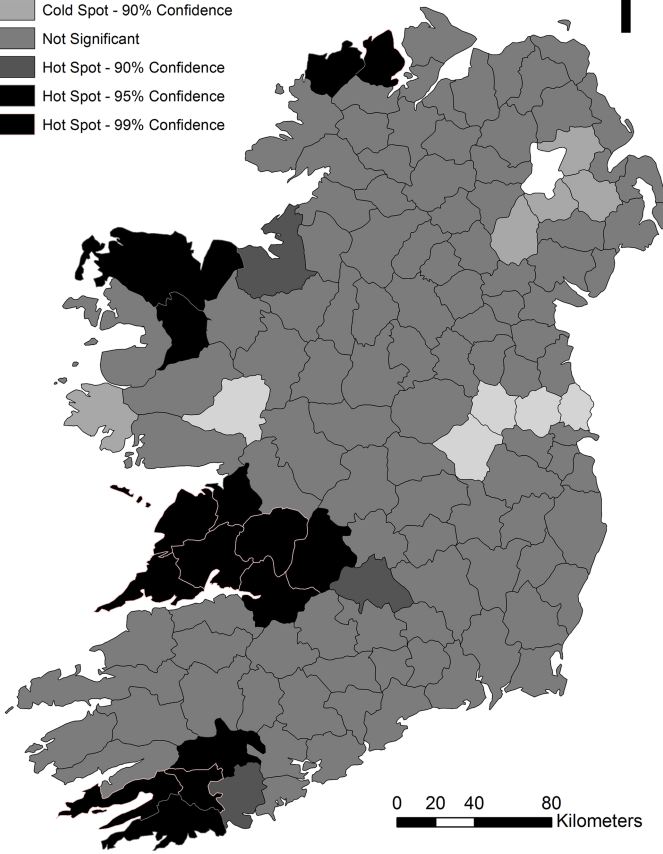 Cold Spot - 90% Confidence
Not Significant
Hot Spot - 90% Confidence
Hot Spot - 95% Confidence
Hot Spot - 99% Confidence
0 20 40 80
Kilometers